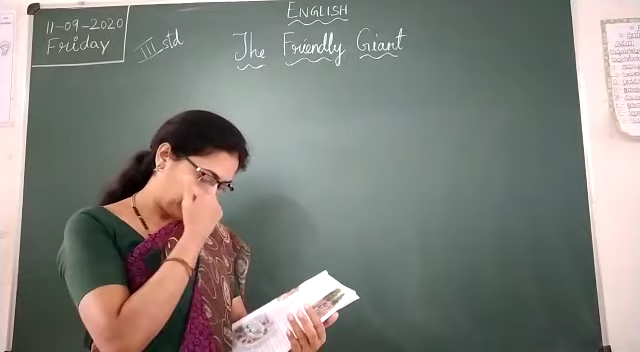 11-09-2020
Friday
III std
ENGLISH
The Friendly Giant